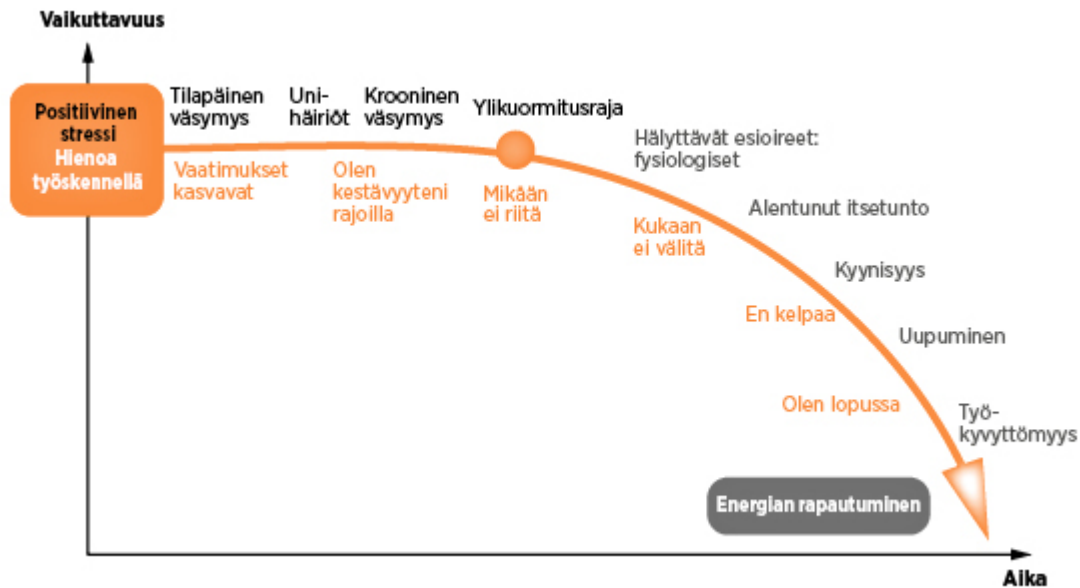 Vaikuttavuus
Positiivinen
stressi
Hienoa
työskennellä
Tilapäinen
väsymys
Uni-
häiriöt
Krooninen
väsymys
Ylikuormitusraja
Vaatimukset
kasvavat
Olen
kestävyyteni
rajoilla
Mikään
ei riitä
Hälyttävät esioireet:
fysiologiset
Kukaan
ei välitä
Alentunut itsetunto
Kyynisyys
En kelpaa
Uupuminen
Olen lopussa
Työ-
kyvyttömyys
Energian rapautuminen
Aika